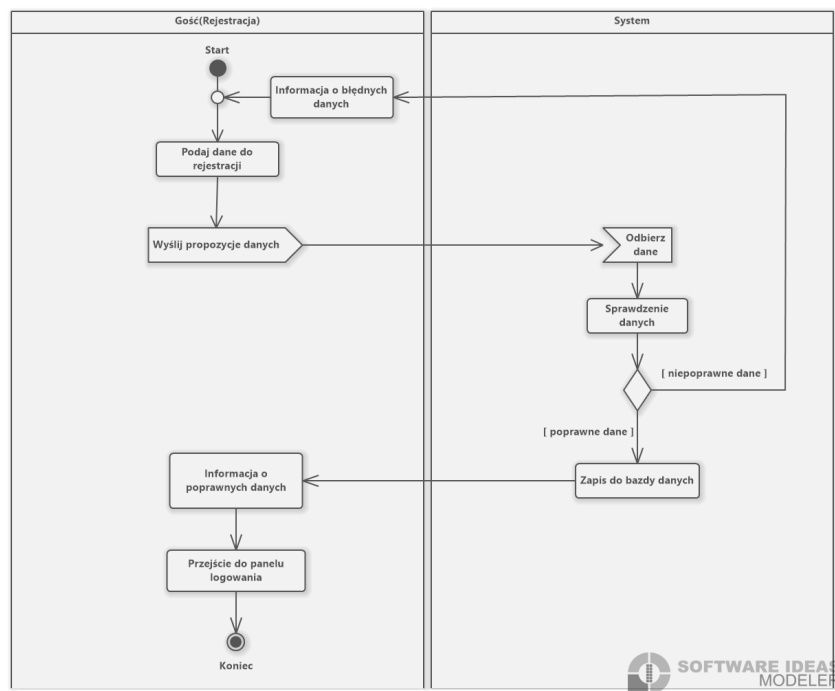 Gość(Rejestracja)
System
Start
Informacja o błędnych
danych
Podaj dane do
rejestracji
Wyślij propozycje danych
Odbierz
dane
Sprawdzenie
danych
[ niepoprawne dane ]
[ poprawne dane ]
Zapis do bazdy danych
Informacja o
poprawnych danych
Przejście do panelu
logowania
Koniec
SOFTWARE IDEAS
MODELER